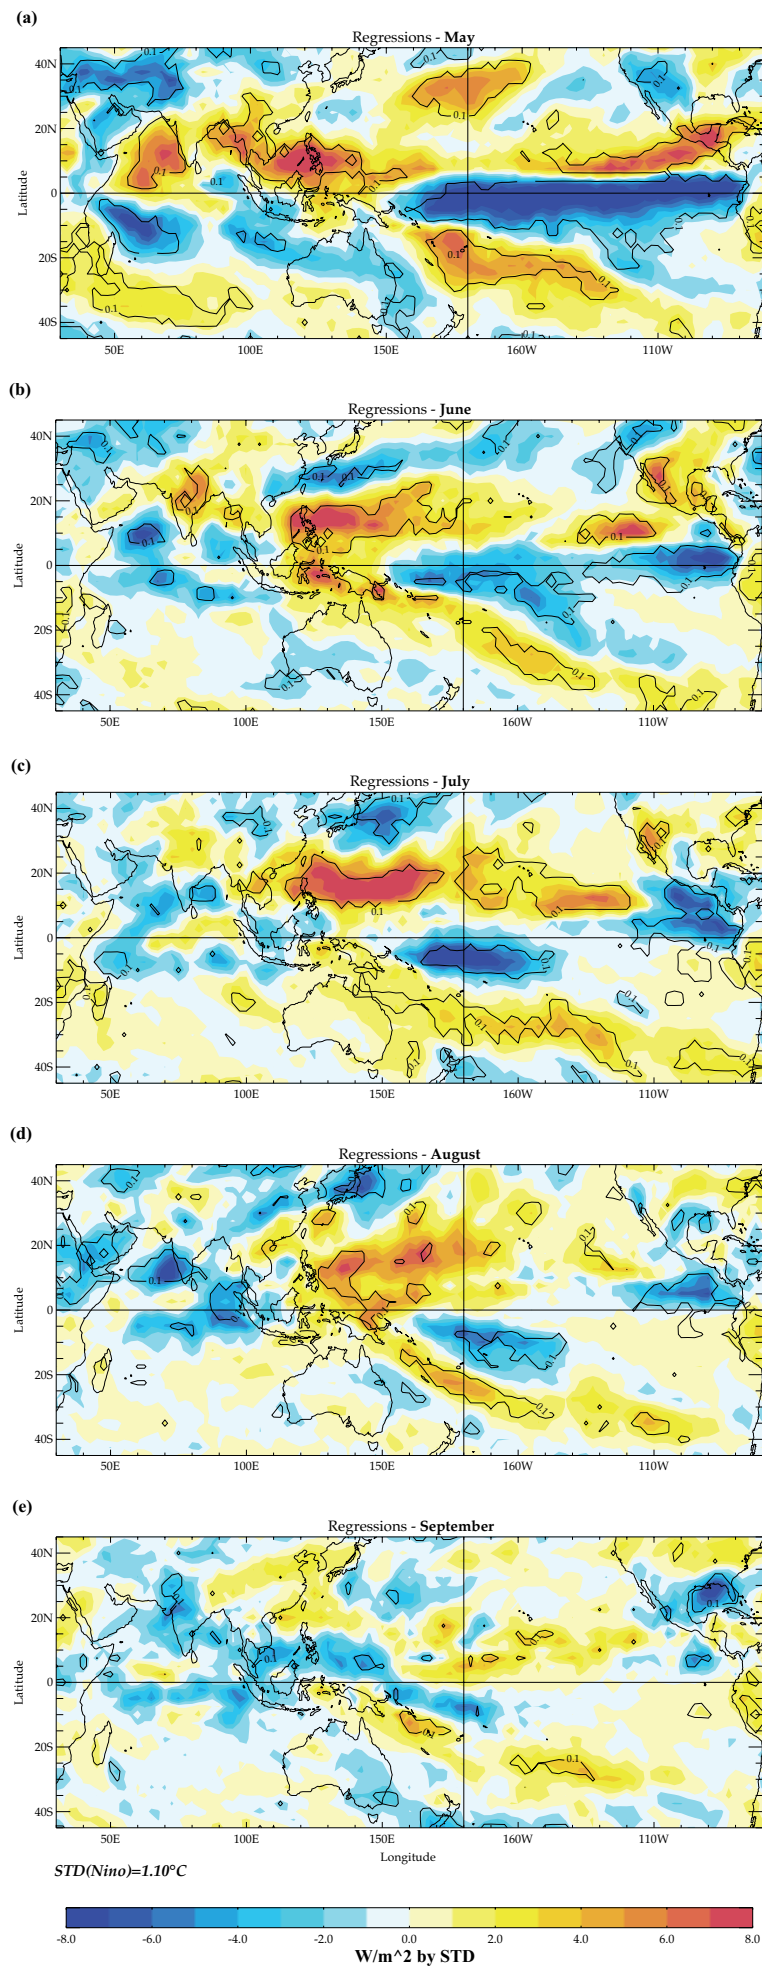 (a)
Regressions - May
40N
20N
0
20S
40S
Latitude
0.1
50E 100E 150E 160W 110W
(b)
Regressions - June
40N
20N
0
20S
40S
Latitude
0.1
50E 100E 150E 160W 110W
(c)
Regressions - July
40N
20N
0
20S
40S
Latitude
0.1
50E 100E 150E 160W 110W
(d)
Regressions - August
40N
20N
0
20S
40S
Latitude
0.1
50E 100E 150E 160W 110W
(e)
Regressions - September
40N
20N
0
20S
40S
Latitude
0.1
50E 100E 150E 160W 110W
Longitude
STD(Nino)=1.10°C
-8.0 -6.0 -4.0 -2.0 0.0 2.0 4.0 6.0 8.0
W/m^2 by STD